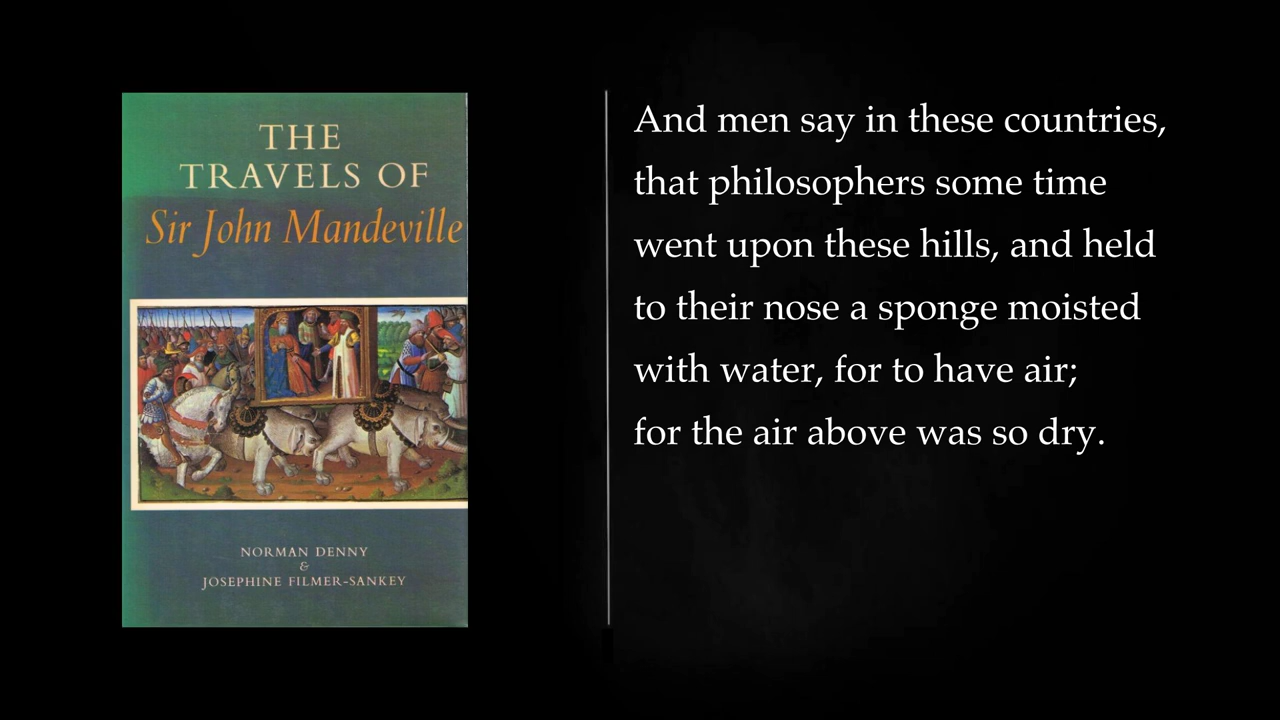 THE
TRAVELS OF
Sir John Mandeville
NORMAN DENNY
&
JOSEPHINE FILMER-SANKEY
And men say in these countries,
that philosophers some time
went upon these hills, and held
to their nose a sponge moisted
with water, for to have air;
for the air above was so dry.